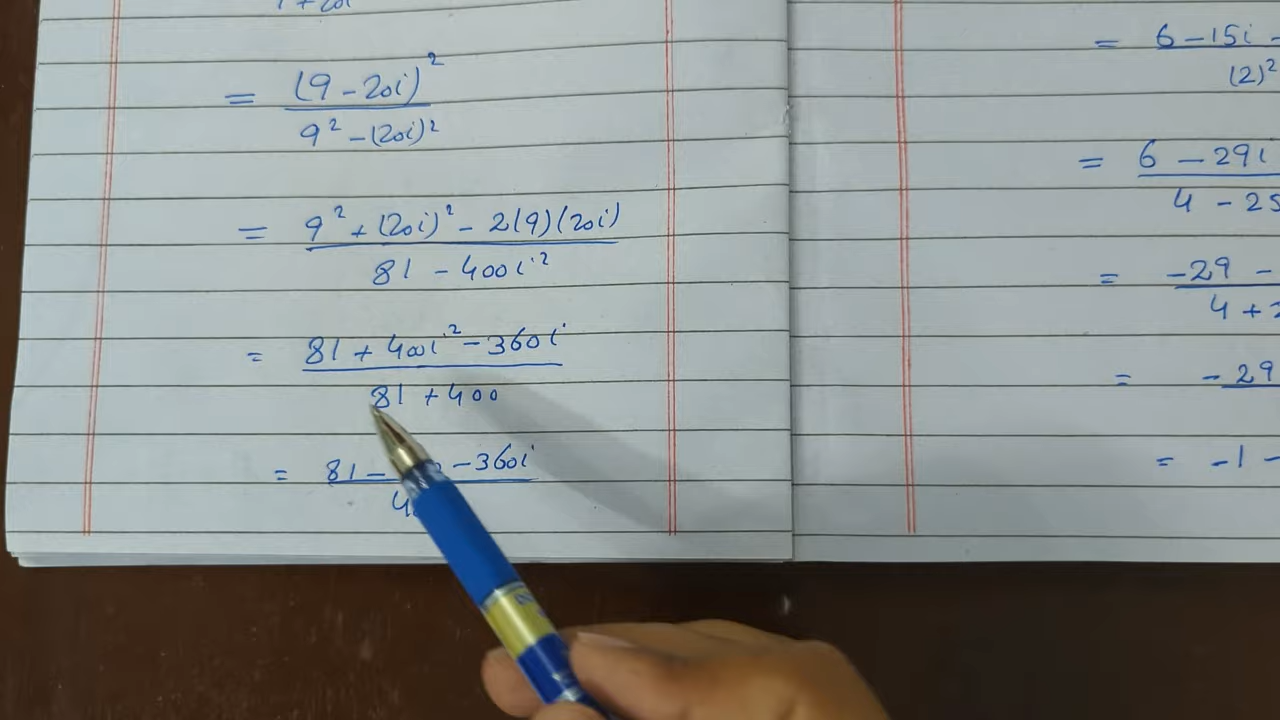 = (9 - 20i)²
9² - (20i)²
= 9² + (20i)² - 2(9)(20i)
81 - 400i²
= 81 + 400i² - 360i
81 + 400
= 81 - - 360i
= 6 - 15i -
(2)²
= 6 - 29i
4 - 25
= -29 -
4 +
= - 29
= -1 -